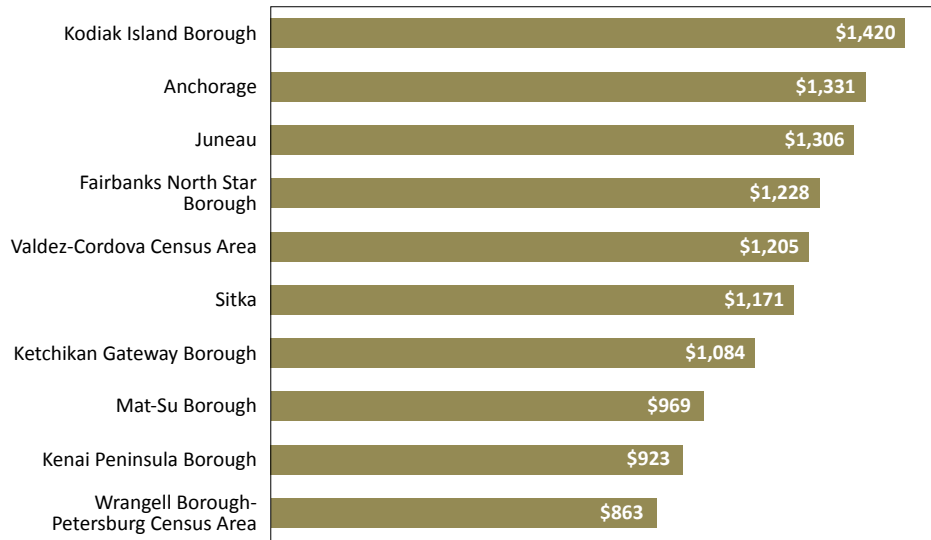 Kodiak Island Borough
$1,420
Anchorage
$1,331
Juneau
$1,306
Fairbanks North Star
Borough
$1,228
Valdez-Cordova Census Area
$1,205
Sitka
$1,171
Ketchikan Gateway Borough
$1,084
Mat-Su Borough
$969
Kenai Peninsula Borough
$923
Wrangell Borough-
Petersburg Census Area
$863